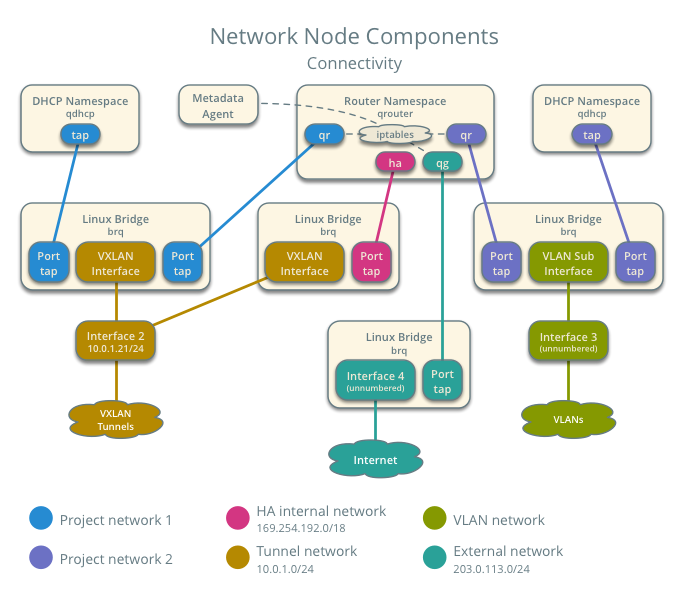 Network Node Components
Connectivity
DHCP Namespace
qdhcp
tap
Metadata
Agent
Router Namespace
qrouter
qr
iptables
qr
ha
qg
DHCP Namespace
qdhcp
tap
Linux Bridge
brq
Port
tap
VXLAN
Interface
Port
tap
Linux Bridge
brq
VXLAN
Interface
Port
tap
Linux Bridge
brq
Port
tap
VLAN Sub
Interface
Port
tap
Interface 2
10.0.1.21/24
Linux Bridge
brq
Interface 4
(unnumbered)
Port
tap
Interface 3
(unnumbered)
VXLAN
Tunnels
Internet
VLANs
Project network 1
HA internal network
169.254.192.0/18
VLAN network
Project network 2
Tunnel network
10.0.1.0/24
External network
203.0.113.0/24